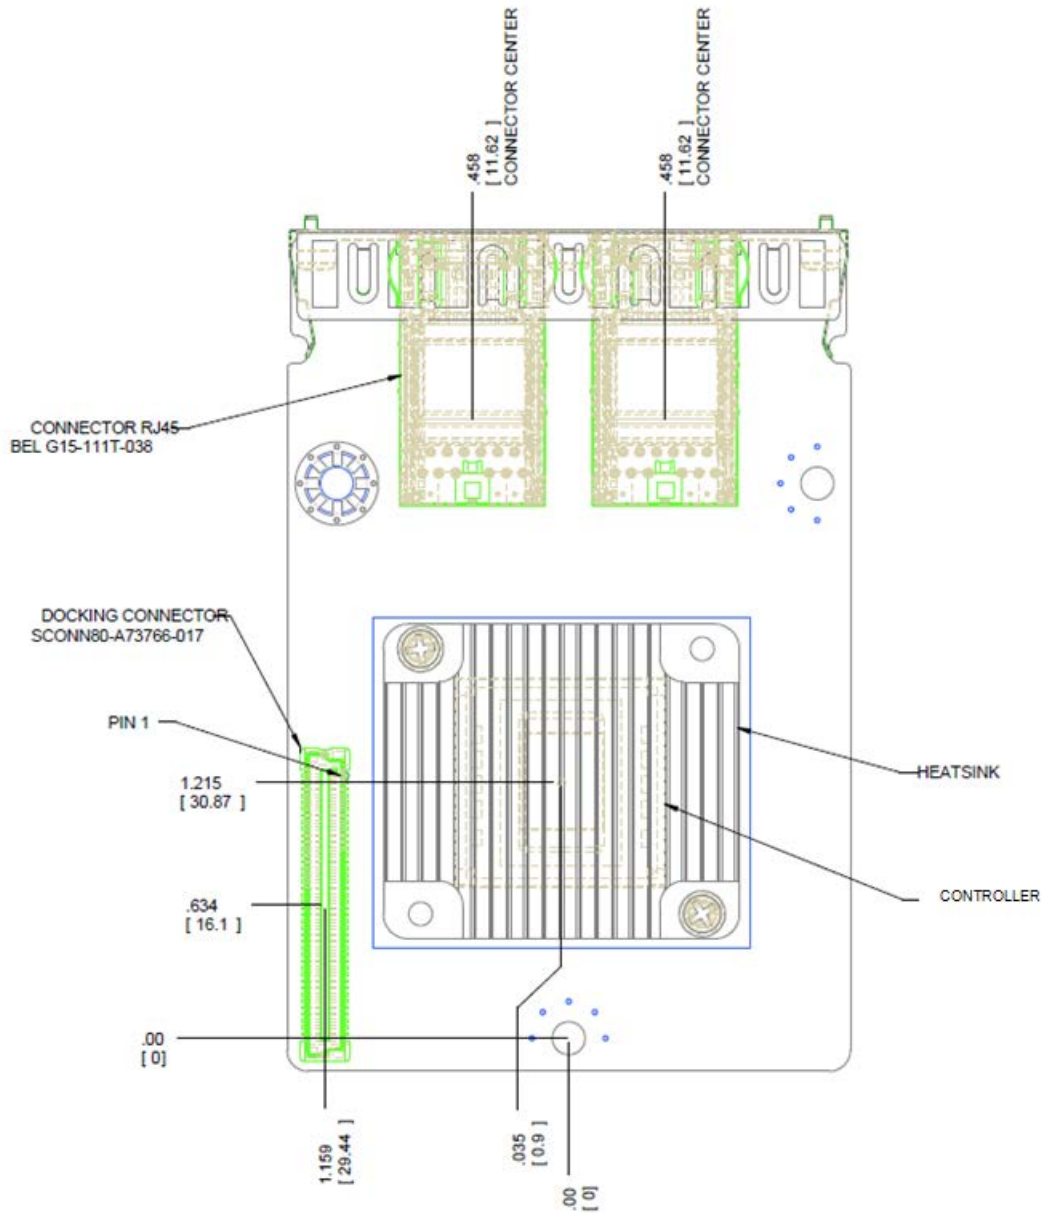 .458
[ 11.62 ]
CONNECTOR CENTER
.458
[ 11.62 ]
CONNECTOR CENTER
CONNECTOR RJ45
BEL G15-111T-038
DOCKING CONNECTOR
SCONN80-A73766-017
PIN 1
1.215
[ 30.87 ]
HEATSINK
CONTROLLER
.634
[ 16.1 ]
.00
[ 0]
1.159
[ 29.44 ]
.035
[ 0.9 ]
.00
[ 0]